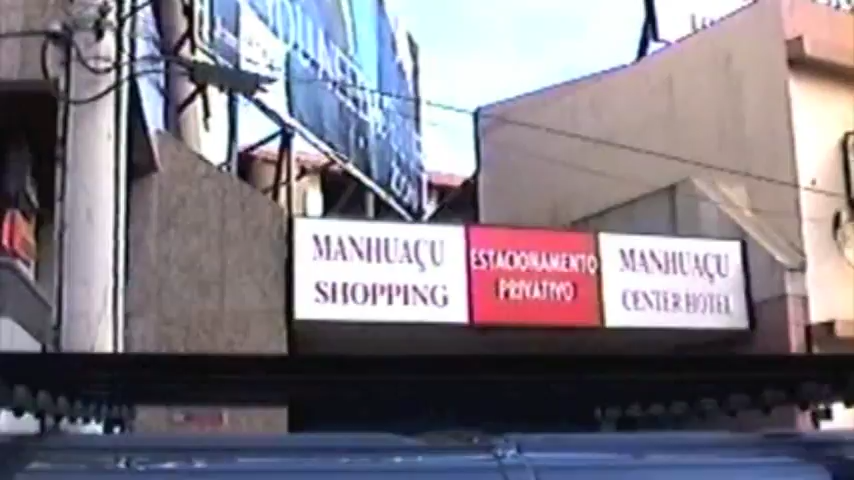 MANHUAÇU
SHOPPING
ESTACIONAMENTO
PRIVATIVO
MANHUAÇU
CENTER HOTEL